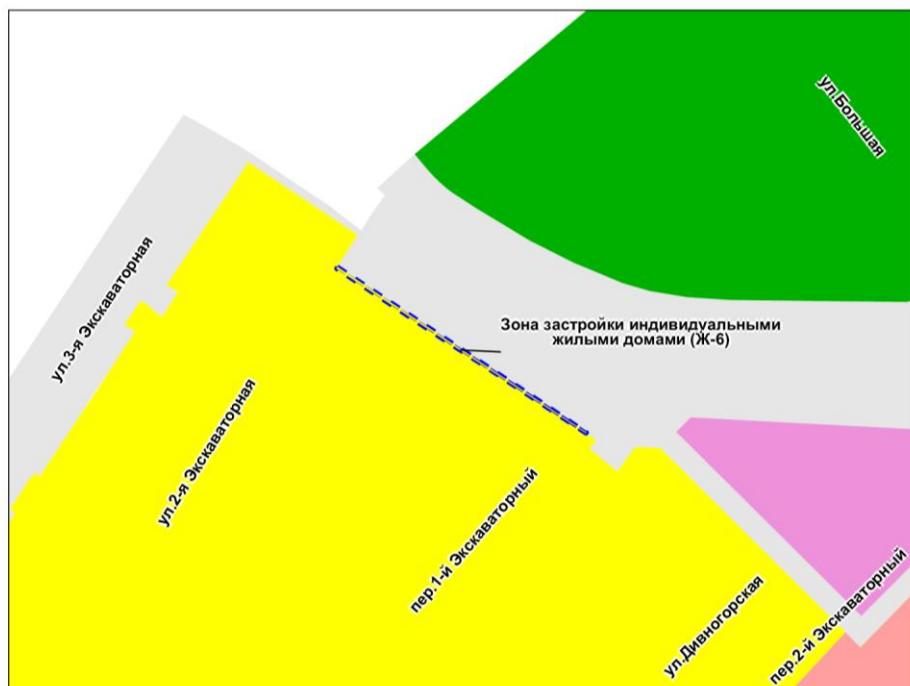 ул.Большая
ул.3-я Экскаваторная
Зона застройки индивидуальными
жилыми домами (Ж-6)
ул.2-я Экскаваторная
пер.1-й Экскаваторный
ул.Дивногорская
пер.2-й Экскаваторный